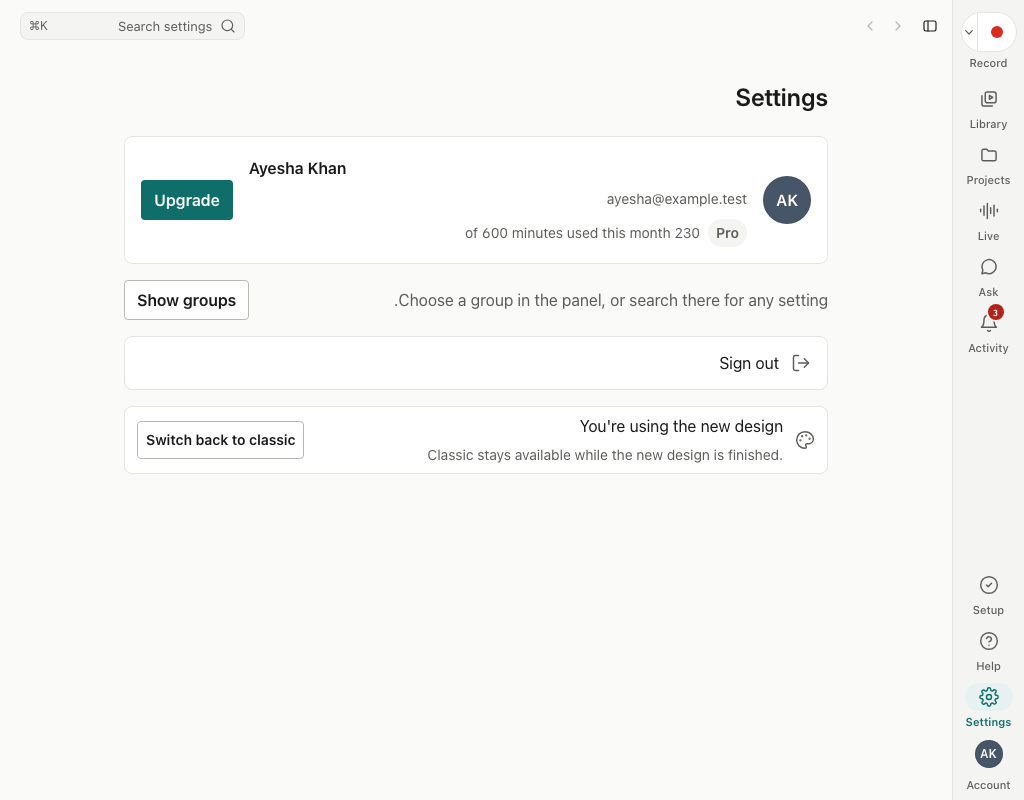 ⌘K
Search settings
Record
Library
Projects
Live
Ask
3
Activity
Setup
Help
Settings
AK
Account
Settings
Ayesha Khan
AK
ayesha@example.test
Upgrade
of 600 minutes used this month 230 Pro
.Choose a group in the panel, or search there for any setting
Show groups
Sign out
You're using the new design
Classic stays available while the new design is finished.
Switch back to classic